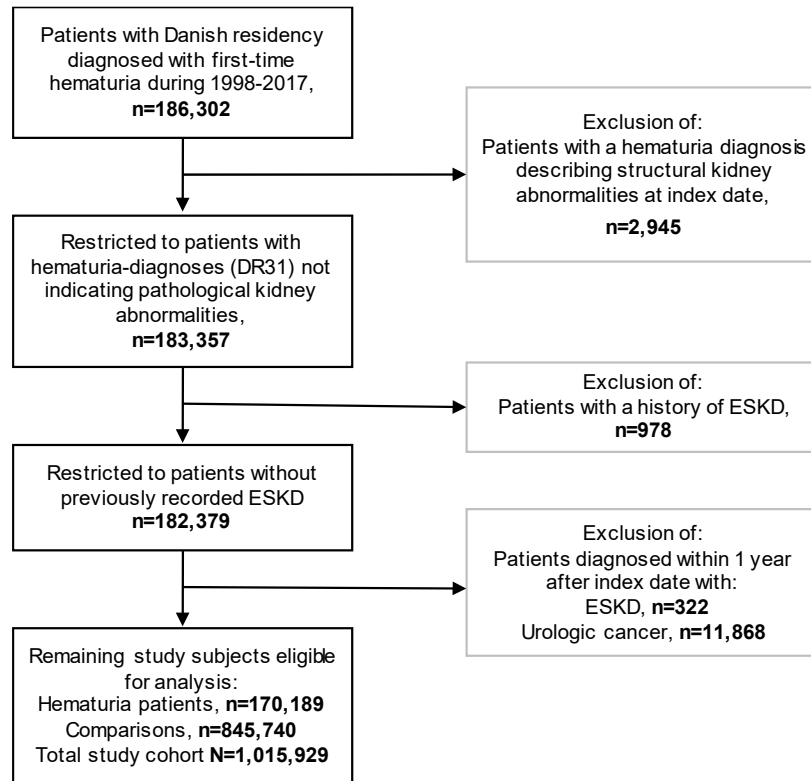 Patients with Danish residency
diagnosed with first-time
hematuria during 1998-2017,
n=186,302
Exclusion of:
Patients with a hematuria diagnosis
describing structural kidney
abnormalities at index date,
n=2,945
Restricted to patients with
hematuria-diagnoses (DR31) not
indicating pathological kidney
abnormalities,
n=183,357
Exclusion of:
Patients with a history of ESKD,
n=978
Restricted to patients without
previously recorded ESKD
n=182,379
Exclusion of:
Patients diagnosed within 1 year
after index date with:
ESKD, n=322
Urologic cancer, n=11,868
Remaining study subjects eligible
for analysis:
Hematuria patients, n=170,189
Comparisons, n=845,740
Total study cohort N=1,015,929